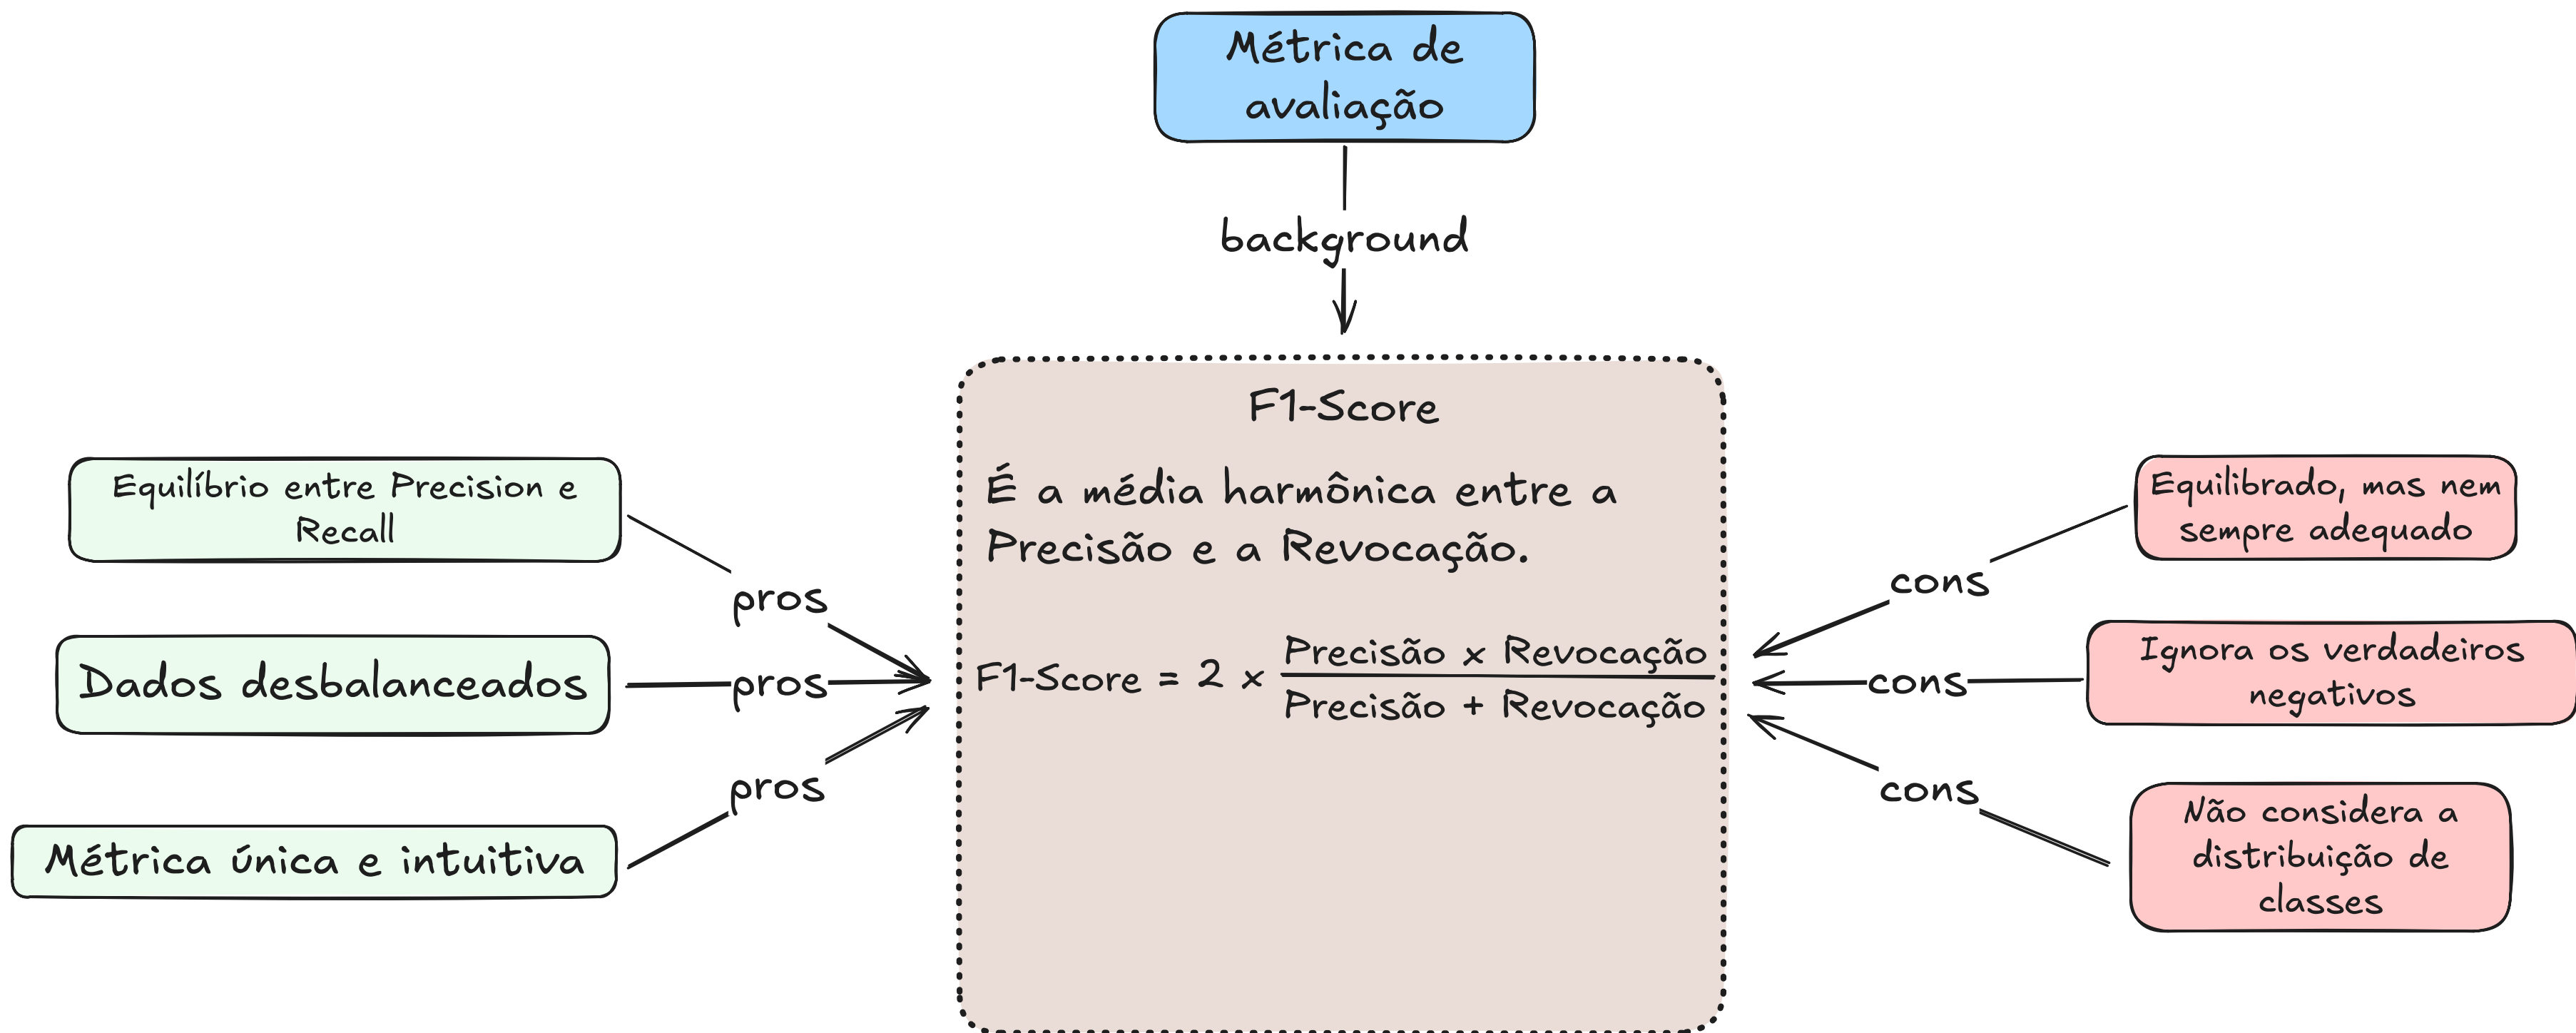 Métrica de
avaliação
background
F1-Score
É a média harmônica entre a
Precisão e a Revocação.
F1-Score = 2 x
Precisão x Revocação
Precisão + Revocação
Equilíbrio entre Precision e
Recall
pros
Dados desbalanceados
pros
Métrica única e intuitiva
pros
Equilibrado, mas nem
sempre adequado
cons
Ignora os verdadeiros
negativos
cons
Não considera a
distribuição de
classes
cons